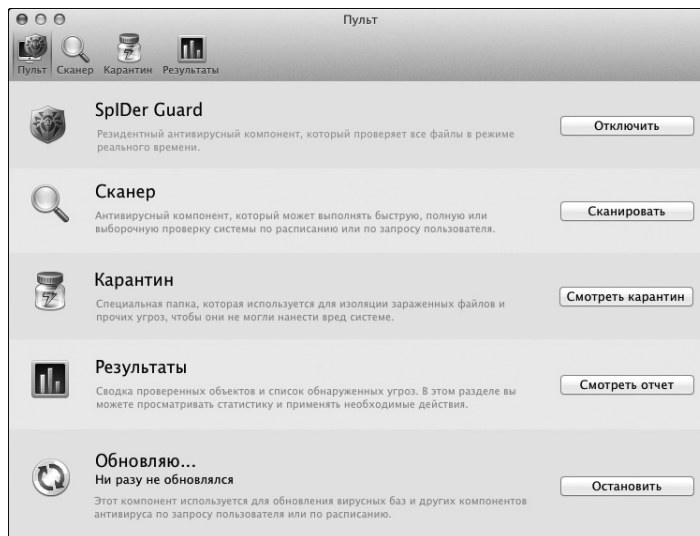 Пульт
Пульт Сканер Карантин Результаты
SpIDer Guard
Резидентный антивирусный компонент, который проверяет все файлы в режиме
реального времени.
Отключить
Сканер
Антивирусный компонент, который может выполнять быструю, полную или
выборочную проверку системы по расписанию или по запросу пользователя.
Сканировать
Карантин
Специальная папка, которая используется для изоляции зараженных файлов и
прочих угроз, чтобы они не могли нанести вред системе.
Смотреть карантин
Результаты
Сводка проверенных объектов и список обнаруженных угроз. В этом разделе вы
можете просматривать статистику и применять необходимые действия.
Смотреть отчет
Обновляю...
Ни разу не обновлялся
Этот компонент используется для обновления вирусных баз и других компонентов
антивируса по запросу пользователя или по расписанию.
Остановить